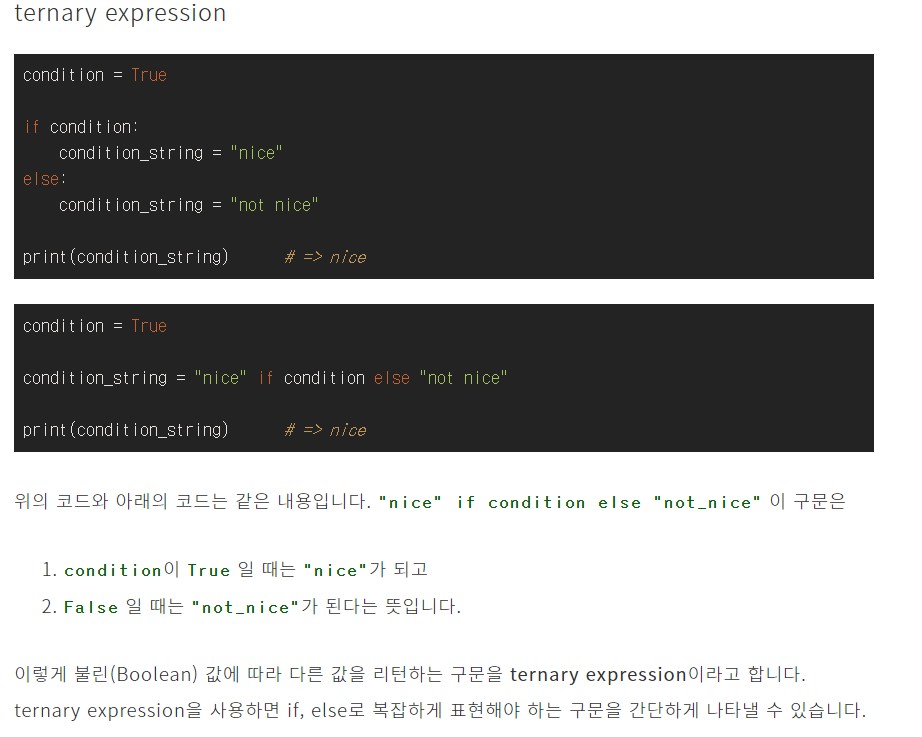 ternary expression
condition = True
if condition:
    condition_string = "nice"
else:
    condition_string = "not nice"
print(condition_string)      # => nice
condition = True
condition_string = "nice" if condition else "not nice"
print(condition_string)      # => nice
위의 코드와 아래의 코드는 같은 내용입니다. "nice" if condition else "not_nice" 이 구문은
1. condition이 True 일 때는 "nice"가 되고
2. False 일 때는 "not_nice"가 된다는 뜻입니다.
이렇게 불린(Boolean) 값에 따라 다른 값을 리턴하는 구문을 ternary expression이라고 합니다.
ternary expression을 사용하면 if, else로 복잡하게 표현해야 하는 구문을 간단하게 나타낼 수 있습니다.